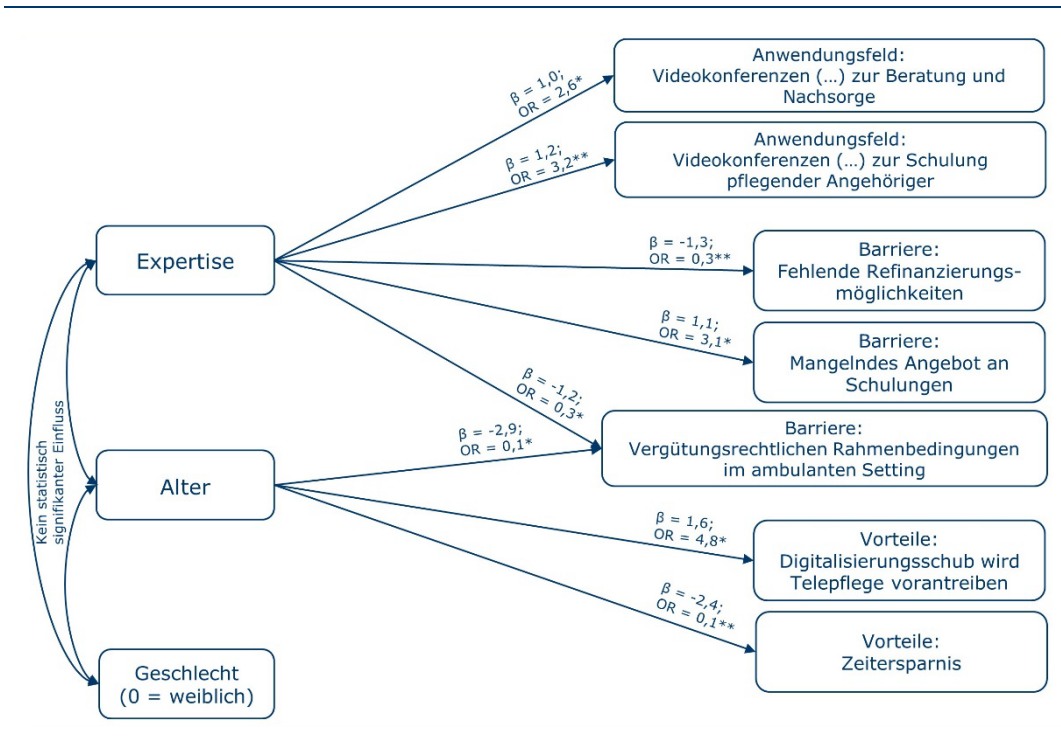 Anwendungsfeld:
Videokonferenzen (…) zur Beratung und
Nachsorge
β = 1,0;
OR = 2,6*
Anwendungsfeld:
Videokonferenzen (…) zur Schulung
pflegender Angehöriger
β = 1,2;
OR = 3,2**
Expertise
β = -1,3;
OR = 0,3**
Barriere:
Fehlende Refinanzierungs-
möglichkeiten
β = 1,1;
OR = 3,1*
Barriere:
Mangelndes Angebot an
Schulungen
β = -1,2;
OR = 0,3*
Barriere:
Vergütungsrechtlichen Rahmenbedingungen
im ambulanten Setting
β = -2,9;
OR = 0,1*
Kein statistisch
signifikanter Einfluss
Alter
β = 1,6;
OR = 4,8*
Vorteile:
Digitalisierungsschub wird
Telepflege vorantreiben
β = -2,4;
OR = 0,1**
Vorteile:
Zeitersparnis
Geschlecht
(0 = weiblich)